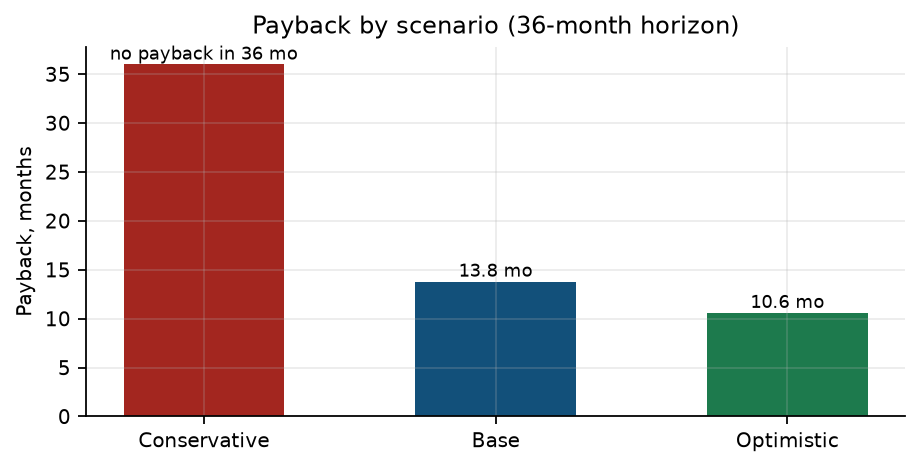 Payback by scenario (36-month horizon)
Payback, months
35
30
25
20
15
10
5
0
no payback in 36 mo
13.8 mo
10.6 mo
Conservative
Base
Optimistic